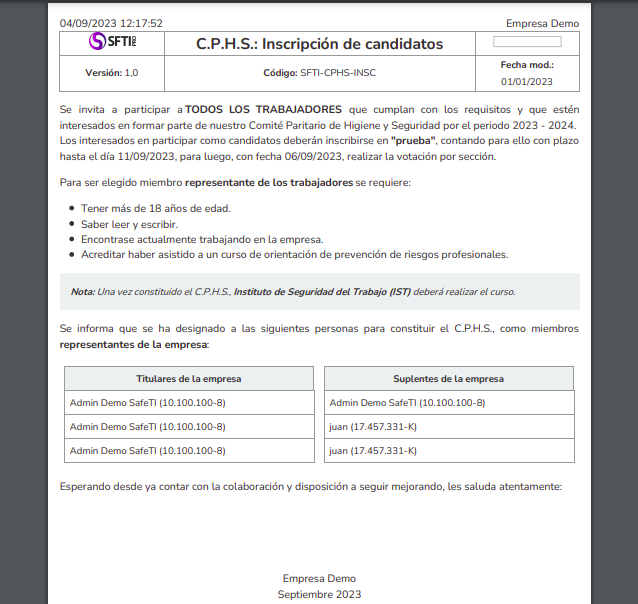 04/09/2023 12:17:52 Empresa Demo
SFTI
C.P.H.S.: Inscripción de candidatos
Versión: 1,0 Código: SFTI-CPHS-INSC Fecha mod.:
01/01/2023
Se invita a participar a TODOS LOS TRABAJADORES que cumplan con los requisitos y que estén
interesados en formar parte de nuestro Comité Paritario de Higiene y Seguridad por el periodo 2023 - 2024.
Los interesados en participar como candidatos deberán inscribirse en "prueba", contando para ello con plazo
hasta el día 11/09/2023, para luego, con fecha 06/09/2023, realizar la votación por sección.
Para ser elegido miembro representante de los trabajadores se requiere:
• Tener más de 18 años de edad.
• Saber leer y escribir.
• Encontrase actualmente trabajando en la empresa.
• Acreditar haber asistido a un curso de orientación de prevención de riesgos profesionales.
Nota: Una vez constituido el C.P.H.S., Instituto de Seguridad del Trabajo (IST) deberá realizar el curso.
Se informa que se ha designado a las siguientes personas para constituir el C.P.H.S., como miembros
representantes de la empresa:
Titulares de la empresa Suplentes de la empresa
Admin Demo SafeTI (10.100.100-8) Admin Demo SafeTI (10.100.100-8)
Admin Demo SafeTI (10.100.100-8) juan (17.457.331-K)
Admin Demo SafeTI (10.100.100-8) juan (17.457.331-K)
Esperando desde ya contar con la colaboración y disposición a seguir mejorando, les saluda atentamente:
Empresa Demo
Septiembre 2023